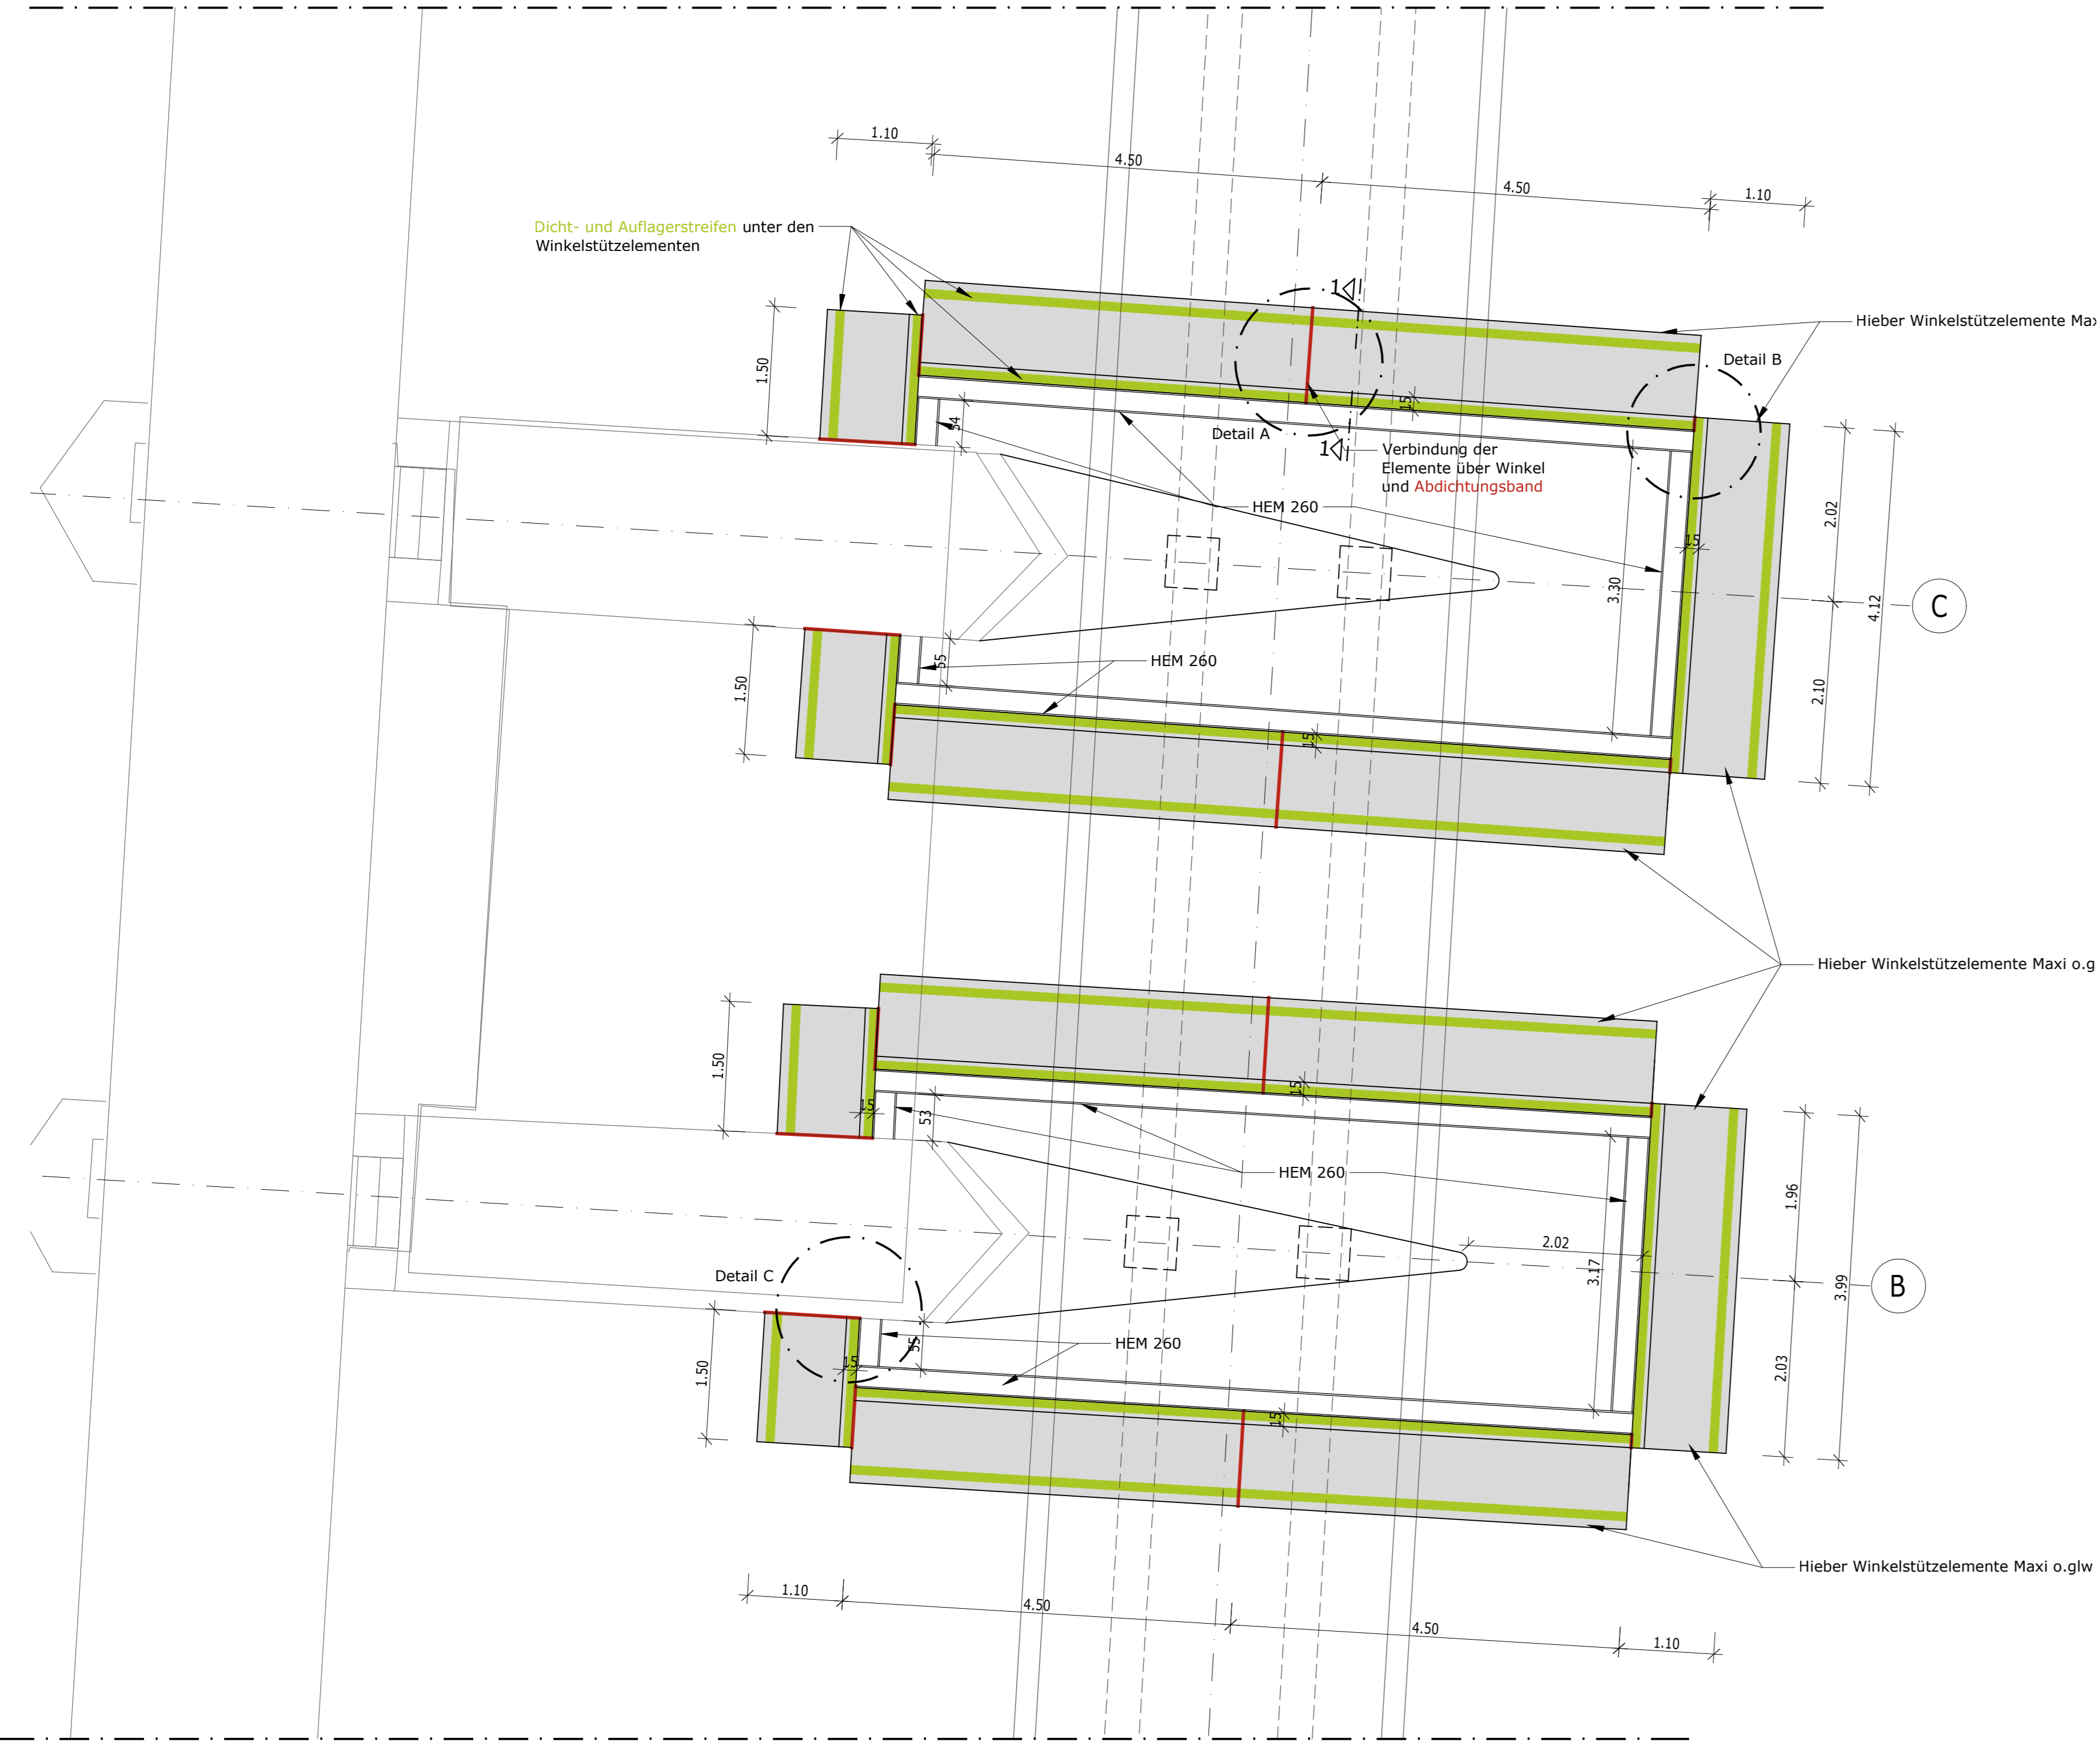 1.10
4.50
4.50
1.10
Dicht- und Auflagerstreifen unter den
Winkelstützelementen
1
Hieber Winkelstützelemente
Detail B
1.50
15
54
Detail A
1
Verbindung der
Elemente über Winkel
und Abdichtungsband
HEM 260
2.02
15
3.30
4.12
C
1.50
55
HEM 260
2.10
15
Hieber Winkelstützelemente Maxi o.g
1.50
15
53
15
HEM 260
1.96
2.02
3.17
3.99
B
Detail C
1.50
15
55
HEM 260
2.03
15
Hieber Winkelstützelemente Maxi o.glw
1.10
4.50
4.50
1.10